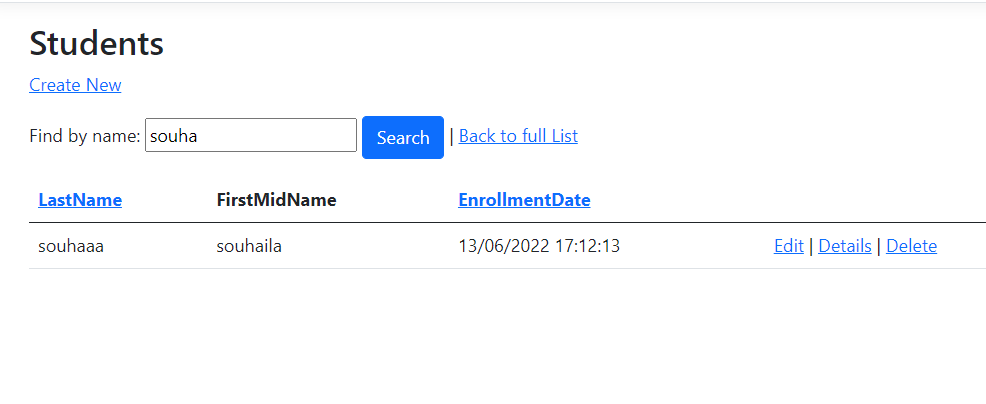 Students
Create New
Find by name: souha Search | Back to full List
LastName FirstMidName EnrollmentDate
souhaaa souhaila 13/06/2022 17:12:13 Edit | Details | Delete